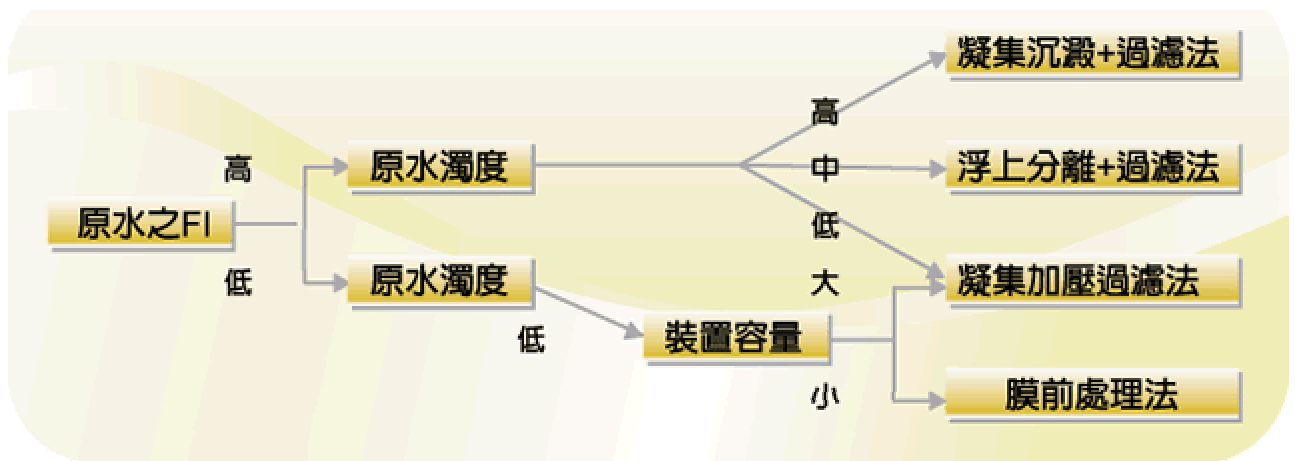 凝集沉澱+過濾法
高
高
原水濁度
中
浮上分離+過濾法
原水之FI
低
低
原水濁度
大
凝集加壓過濾法
低
裝置容量
小
膜前處理法